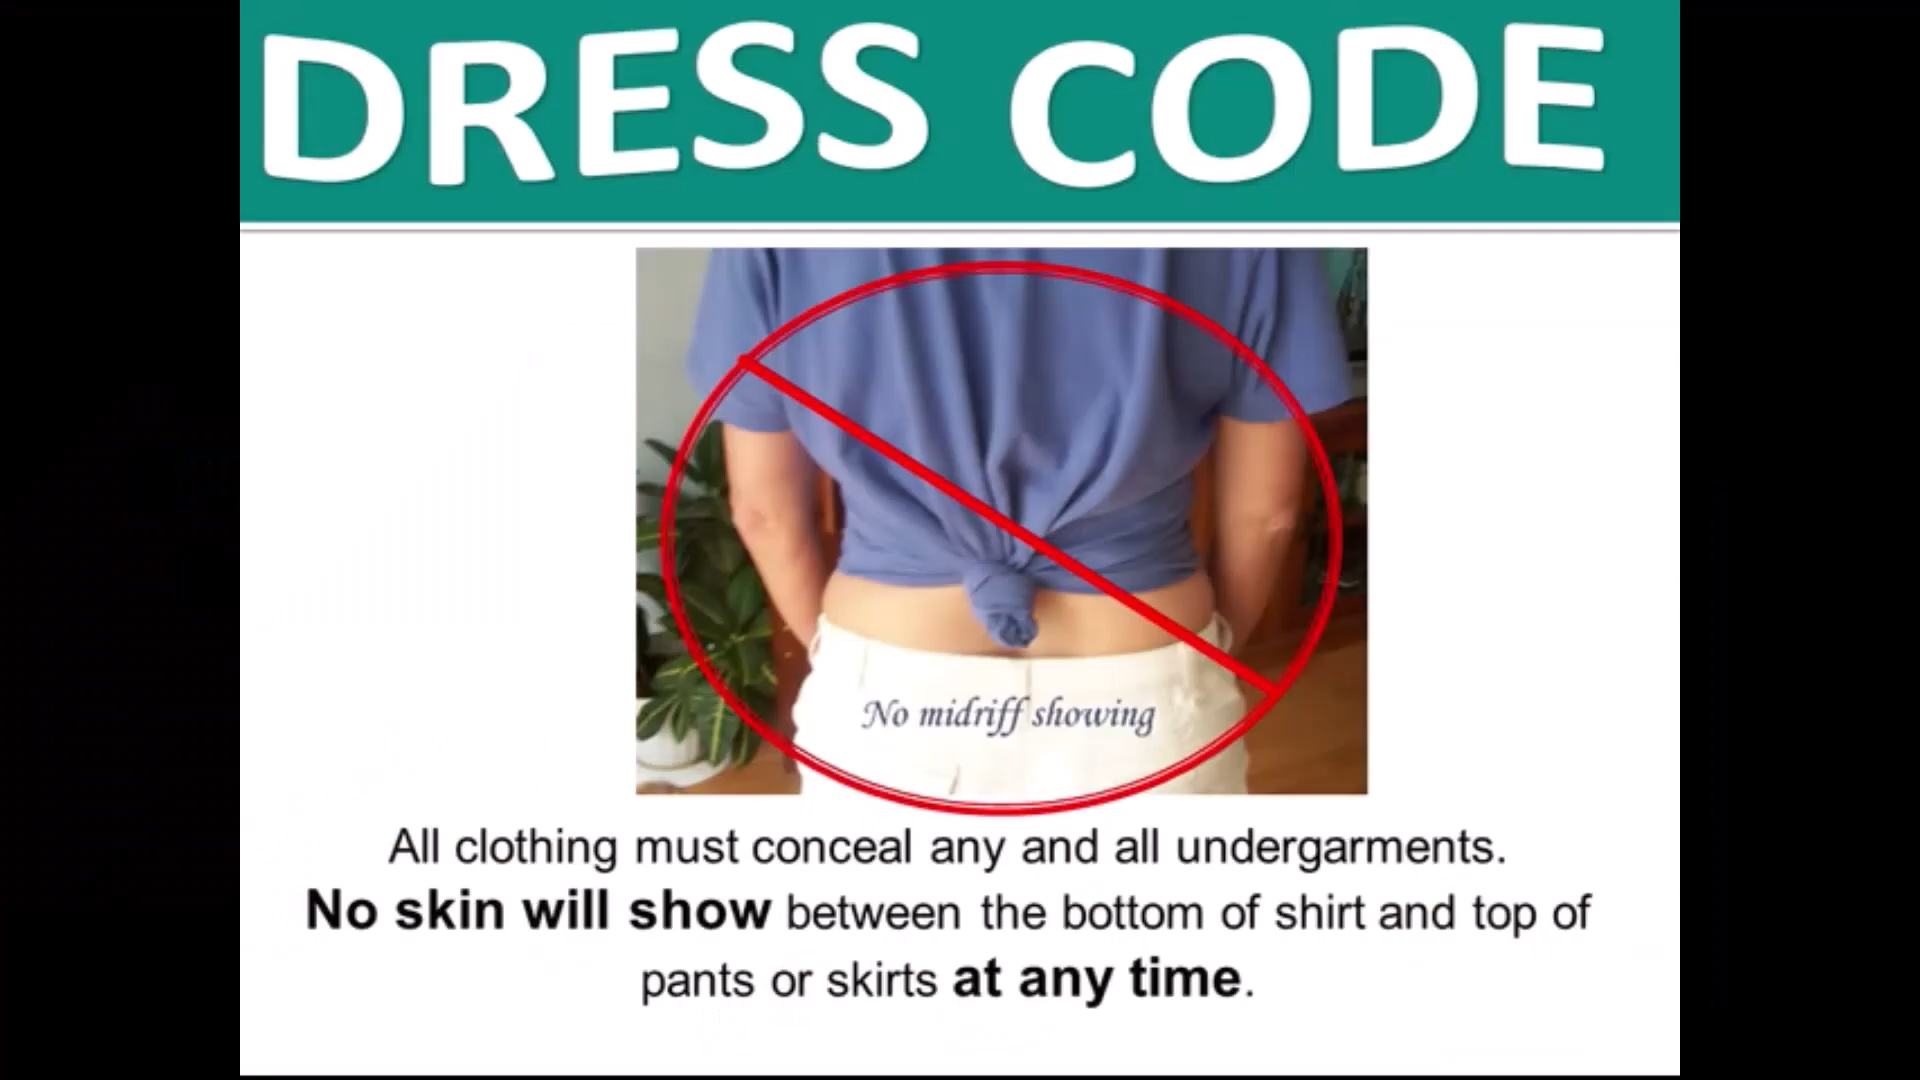 DRESS CODE
No midriff showing
All clothing must conceal any and all undergarments.
No skin will show between the bottom of shirt and top of
pants or skirts at any time.